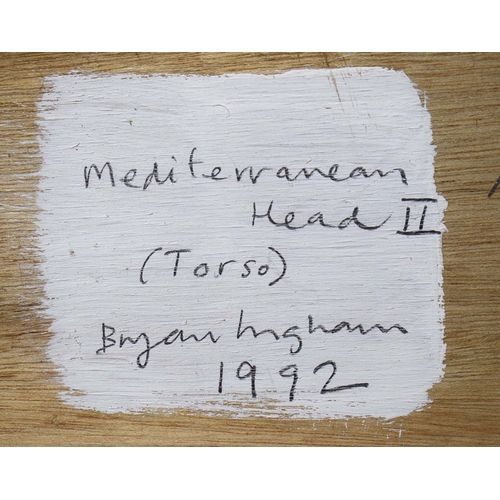 Mediterranean
Head II
(Torso)
Bryan Ingham
1992